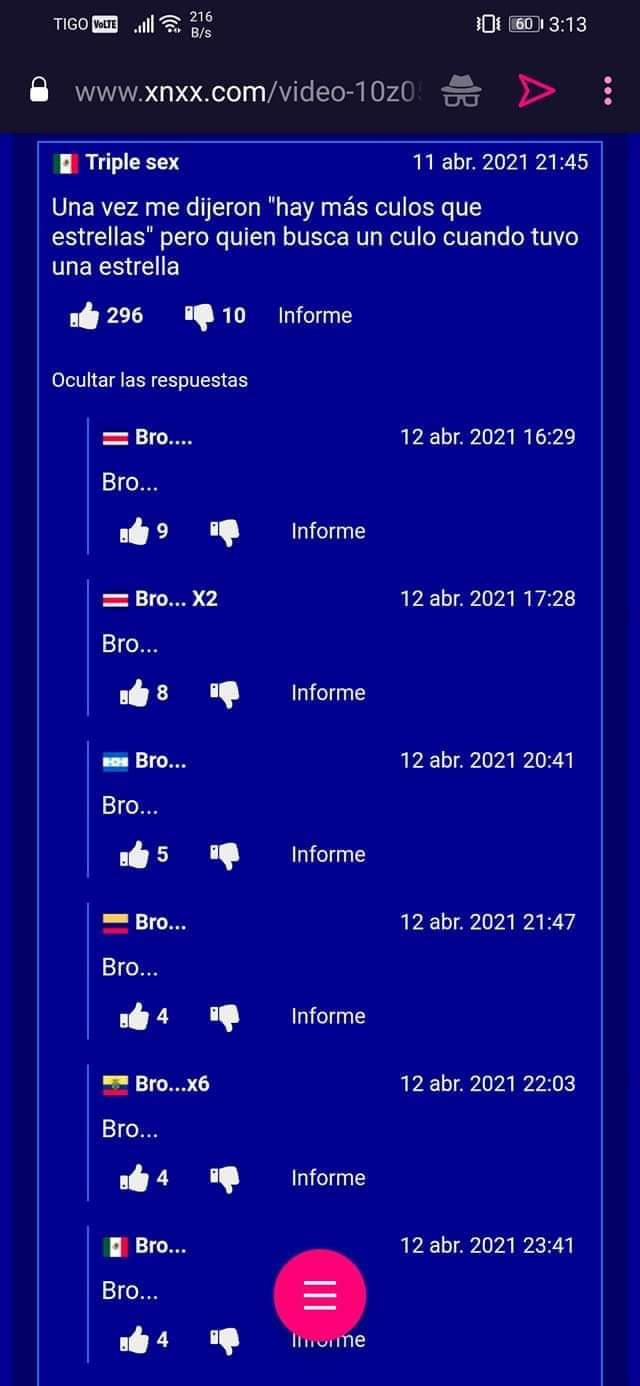 TIGO VoLTE 216 B/s 60 3:13
www.xnxx.com/video-10z0
Triple sex 11 abr. 2021 21:45
Una vez me dijeron "hay más culos que
estrellas" pero quien busca un culo cuando tuvo
una estrella
296 10 Informe
Ocultar las respuestas
Bro.... 12 abr. 2021 16:29
Bro...
9 Informe
Bro... X2 12 abr. 2021 17:28
Bro...
8 Informe
Bro... 12 abr. 2021 20:41
Bro...
5 Informe
Bro... 12 abr. 2021 21:47
Bro...
4 Informe
Bro...x6 12 abr. 2021 22:03
Bro...
4 Informe
Bro... 12 abr. 2021 23:41
Bro...
4 Informe